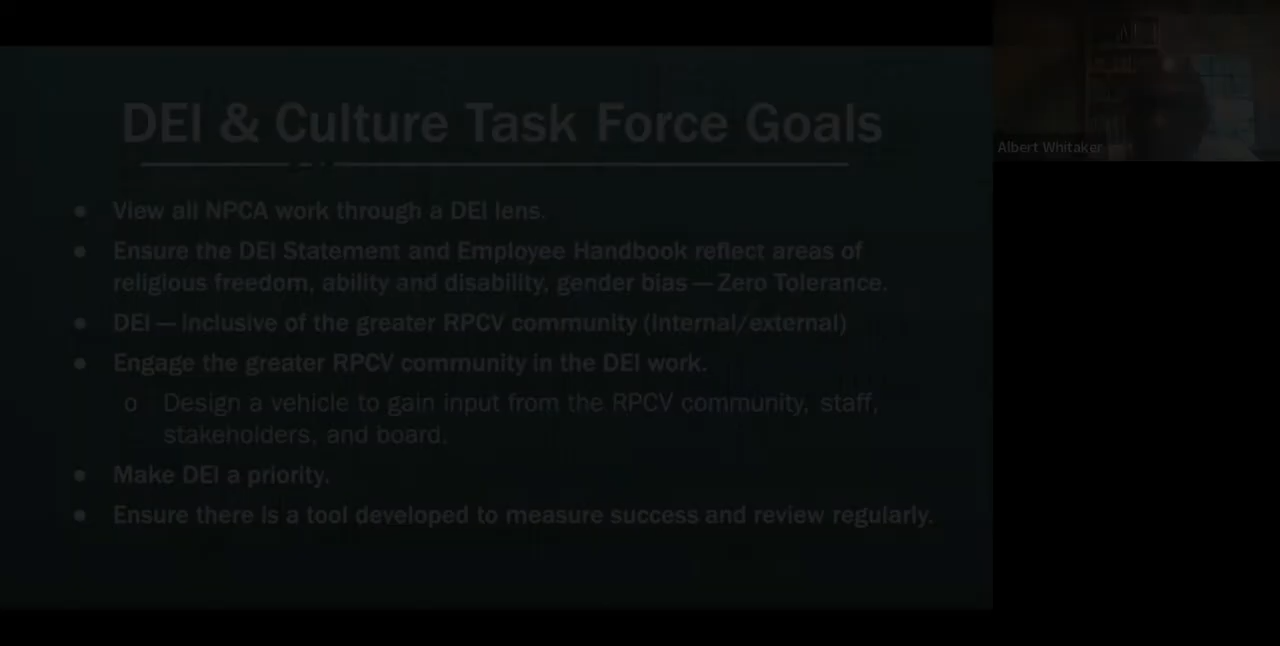 DEI & Culture Task Force Goals
● View all NPCA work through a DEI lens.
● Ensure the DEI Statement and Employee Handbook reflect areas of
religious freedom, ability and disability, gender bias — Zero Tolerance.
● DEI — Inclusive of the greater RPCV community (internal/external)
● Engage the greater RPCV community in the DEI work.
o Design a vehicle to gain input from the RPCV community, staff,
stakeholders, and board.
● Make DEI a priority.
● Ensure there is a tool developed to measure success and review regularly.
Albert Whitaker